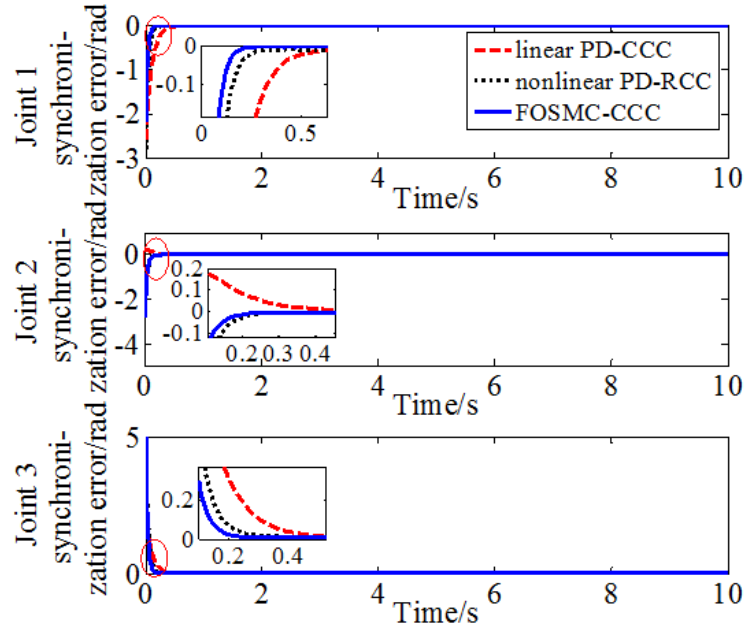 Joint 1
synchroni-
zation error/rad
0
-1
-2
-3
0
-0.1
0
0.5
linear PD-CCC
nonlinear PD-RCC
FOSMC-CCC
0
2
4
6
8
10
Time/s
Joint 2
synchroni-
zation error/rad
0
-2
-4
0.2
0.1
0
-0.1
0.2
0.3
0.4
0
2
4
6
8
10
Time/s
Joint 3
synchroni-
zation error/rad
5
0
0.2
0
0.2
0.4
0
2
4
6
8
10
Time/s